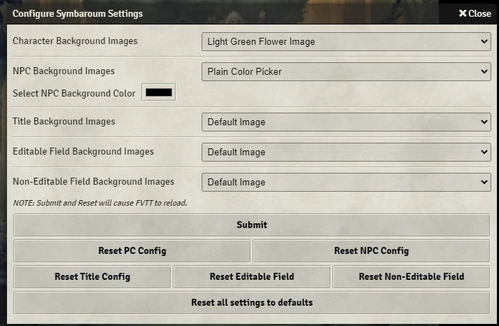 Configure Symbaroum Settings
Close
Character Background Images
Light Green Flower Image
NPC Background Images
Plain Color Picker
Select NPC Background Color
Title Background Images
Default Image
Editable Field Background Images
Default Image
Non-Editable Field Background Images
Default Image
NOTE: Submit and Reset will cause FVTT to reload.
Submit
Reset PC Config
Reset NPC Config
Reset Title Config
Reset Editable Field
Reset Non-Editable Field
Reset all settings to defaults